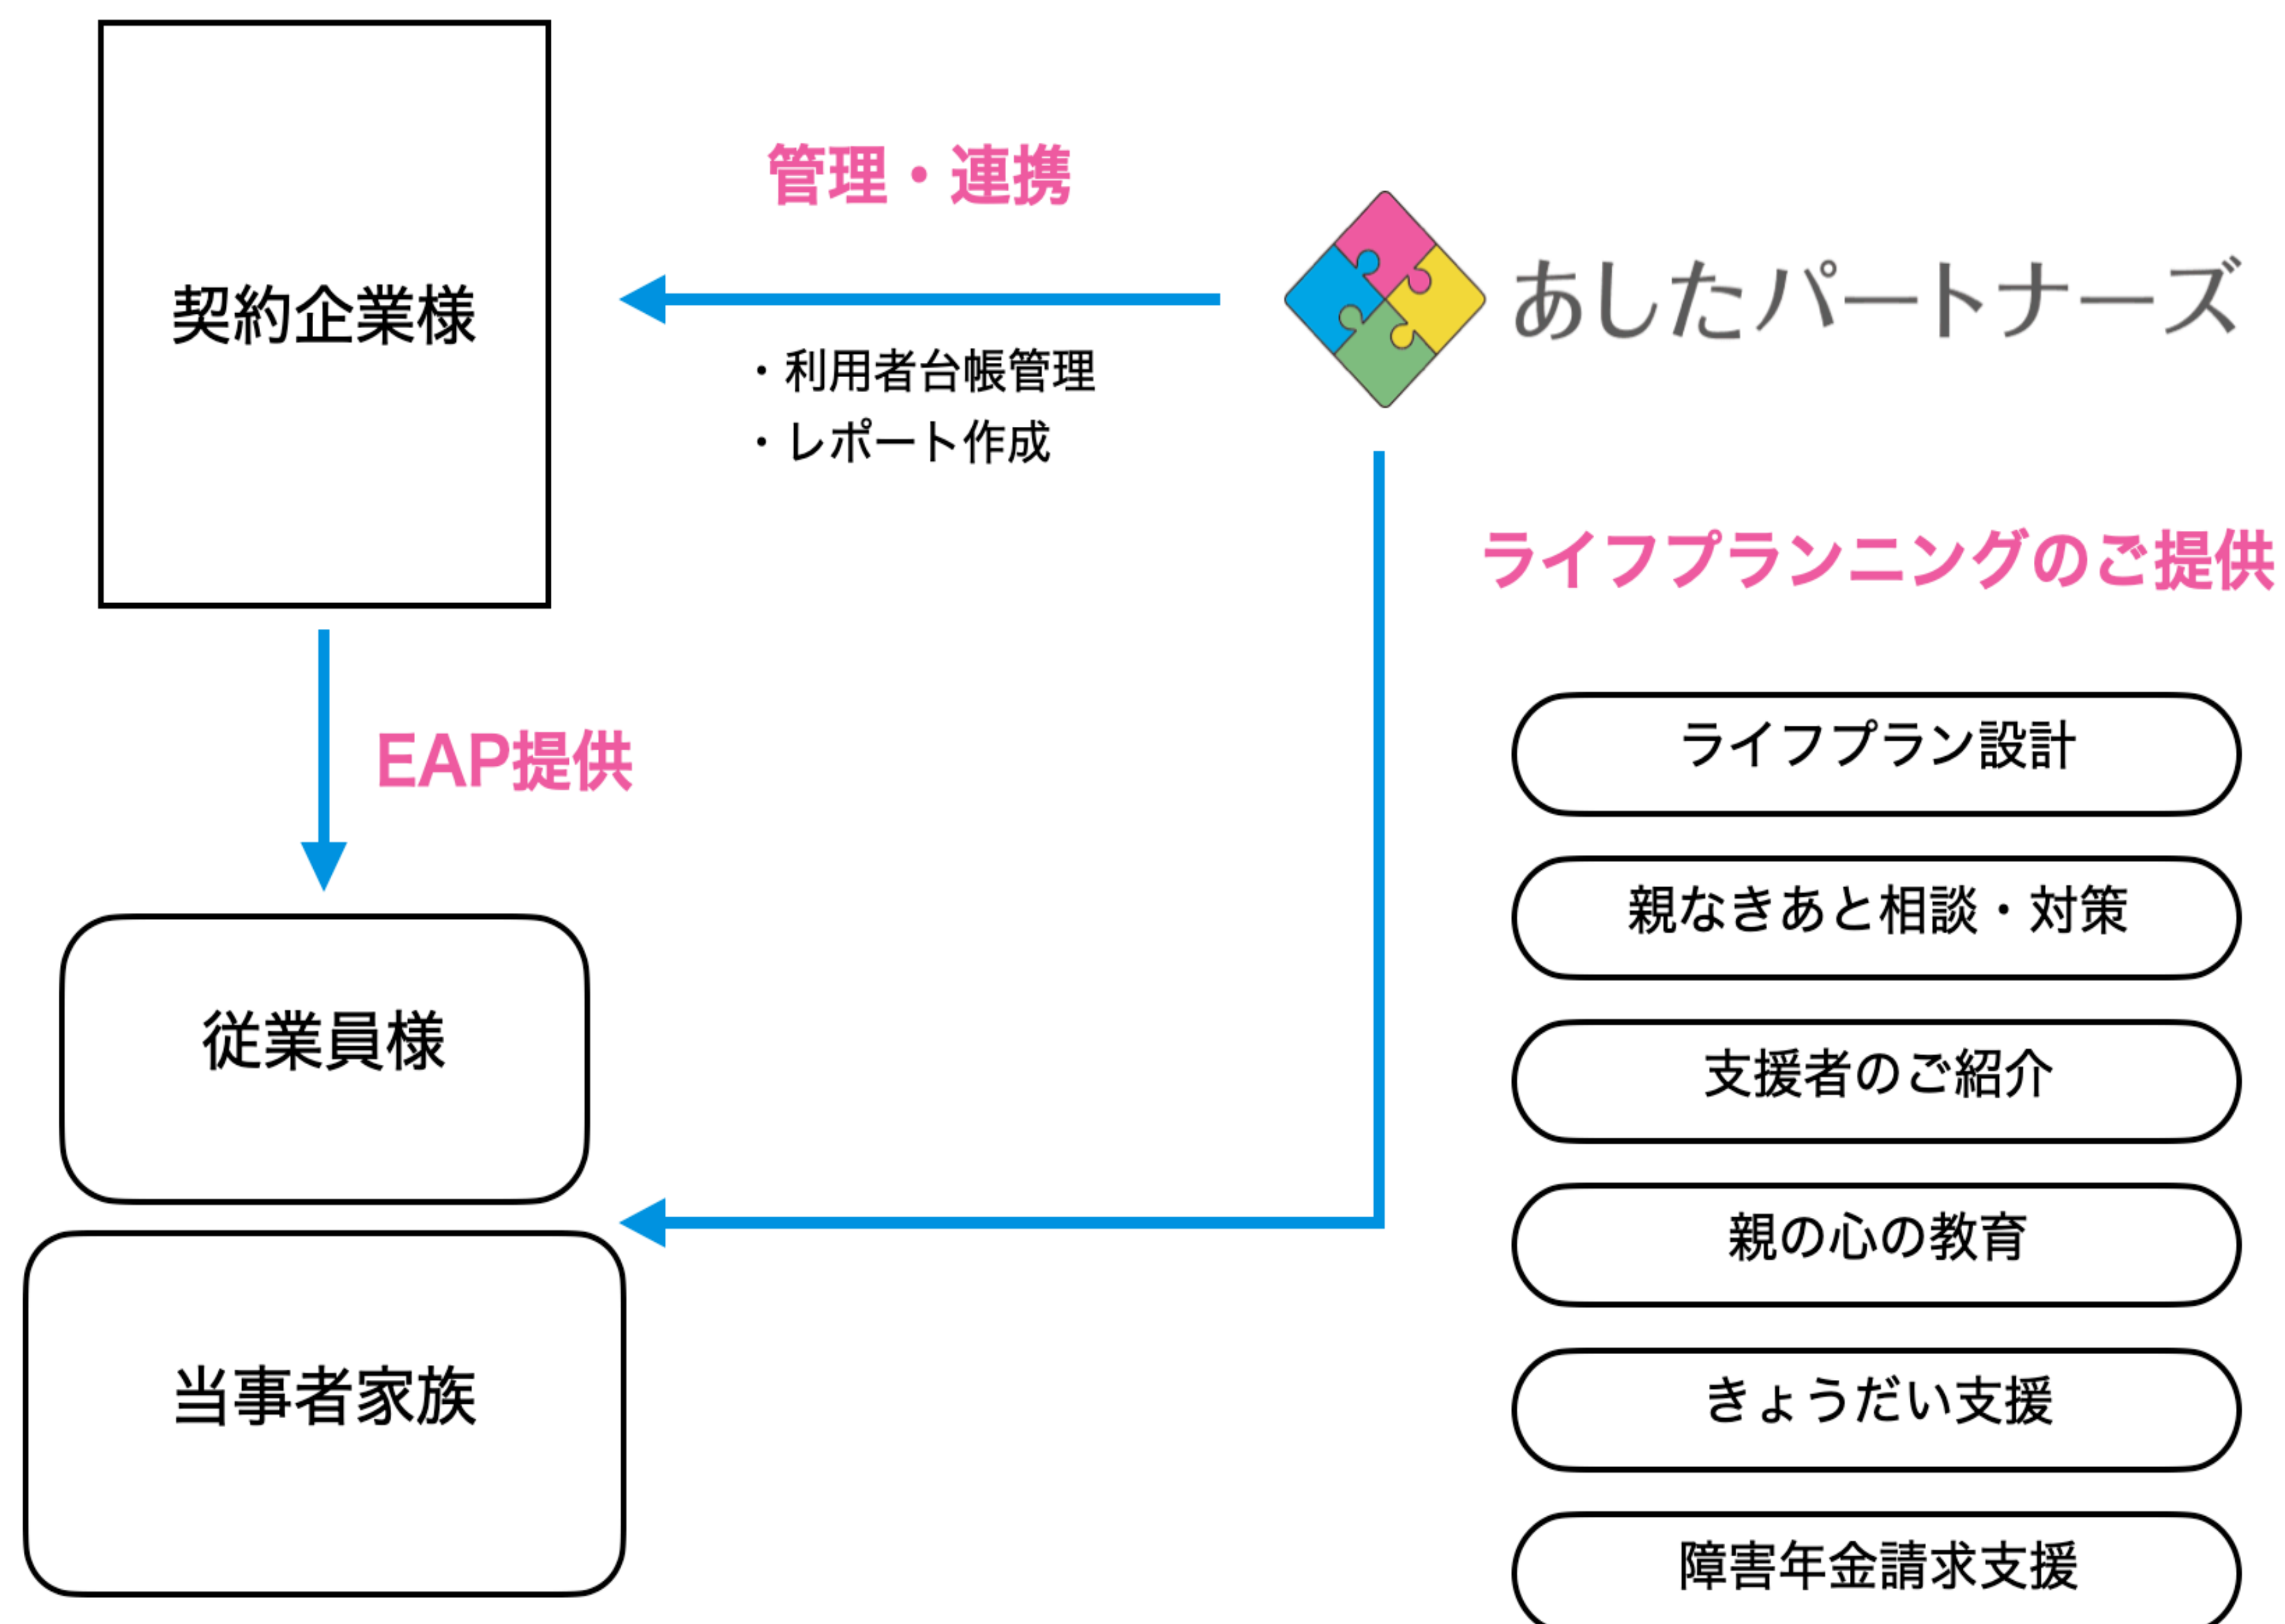 契約企業様
管理・連携
・利用者台帳管理
・レポート作成
あしたパートナーズ
EAP提供
従業員様
当事者家族
ライフプランニングのご提供
ライフプラン設計
親なきあと相談・対策
支援者のご紹介
親の心の教育
きょうだい支援
障害年金請求支援